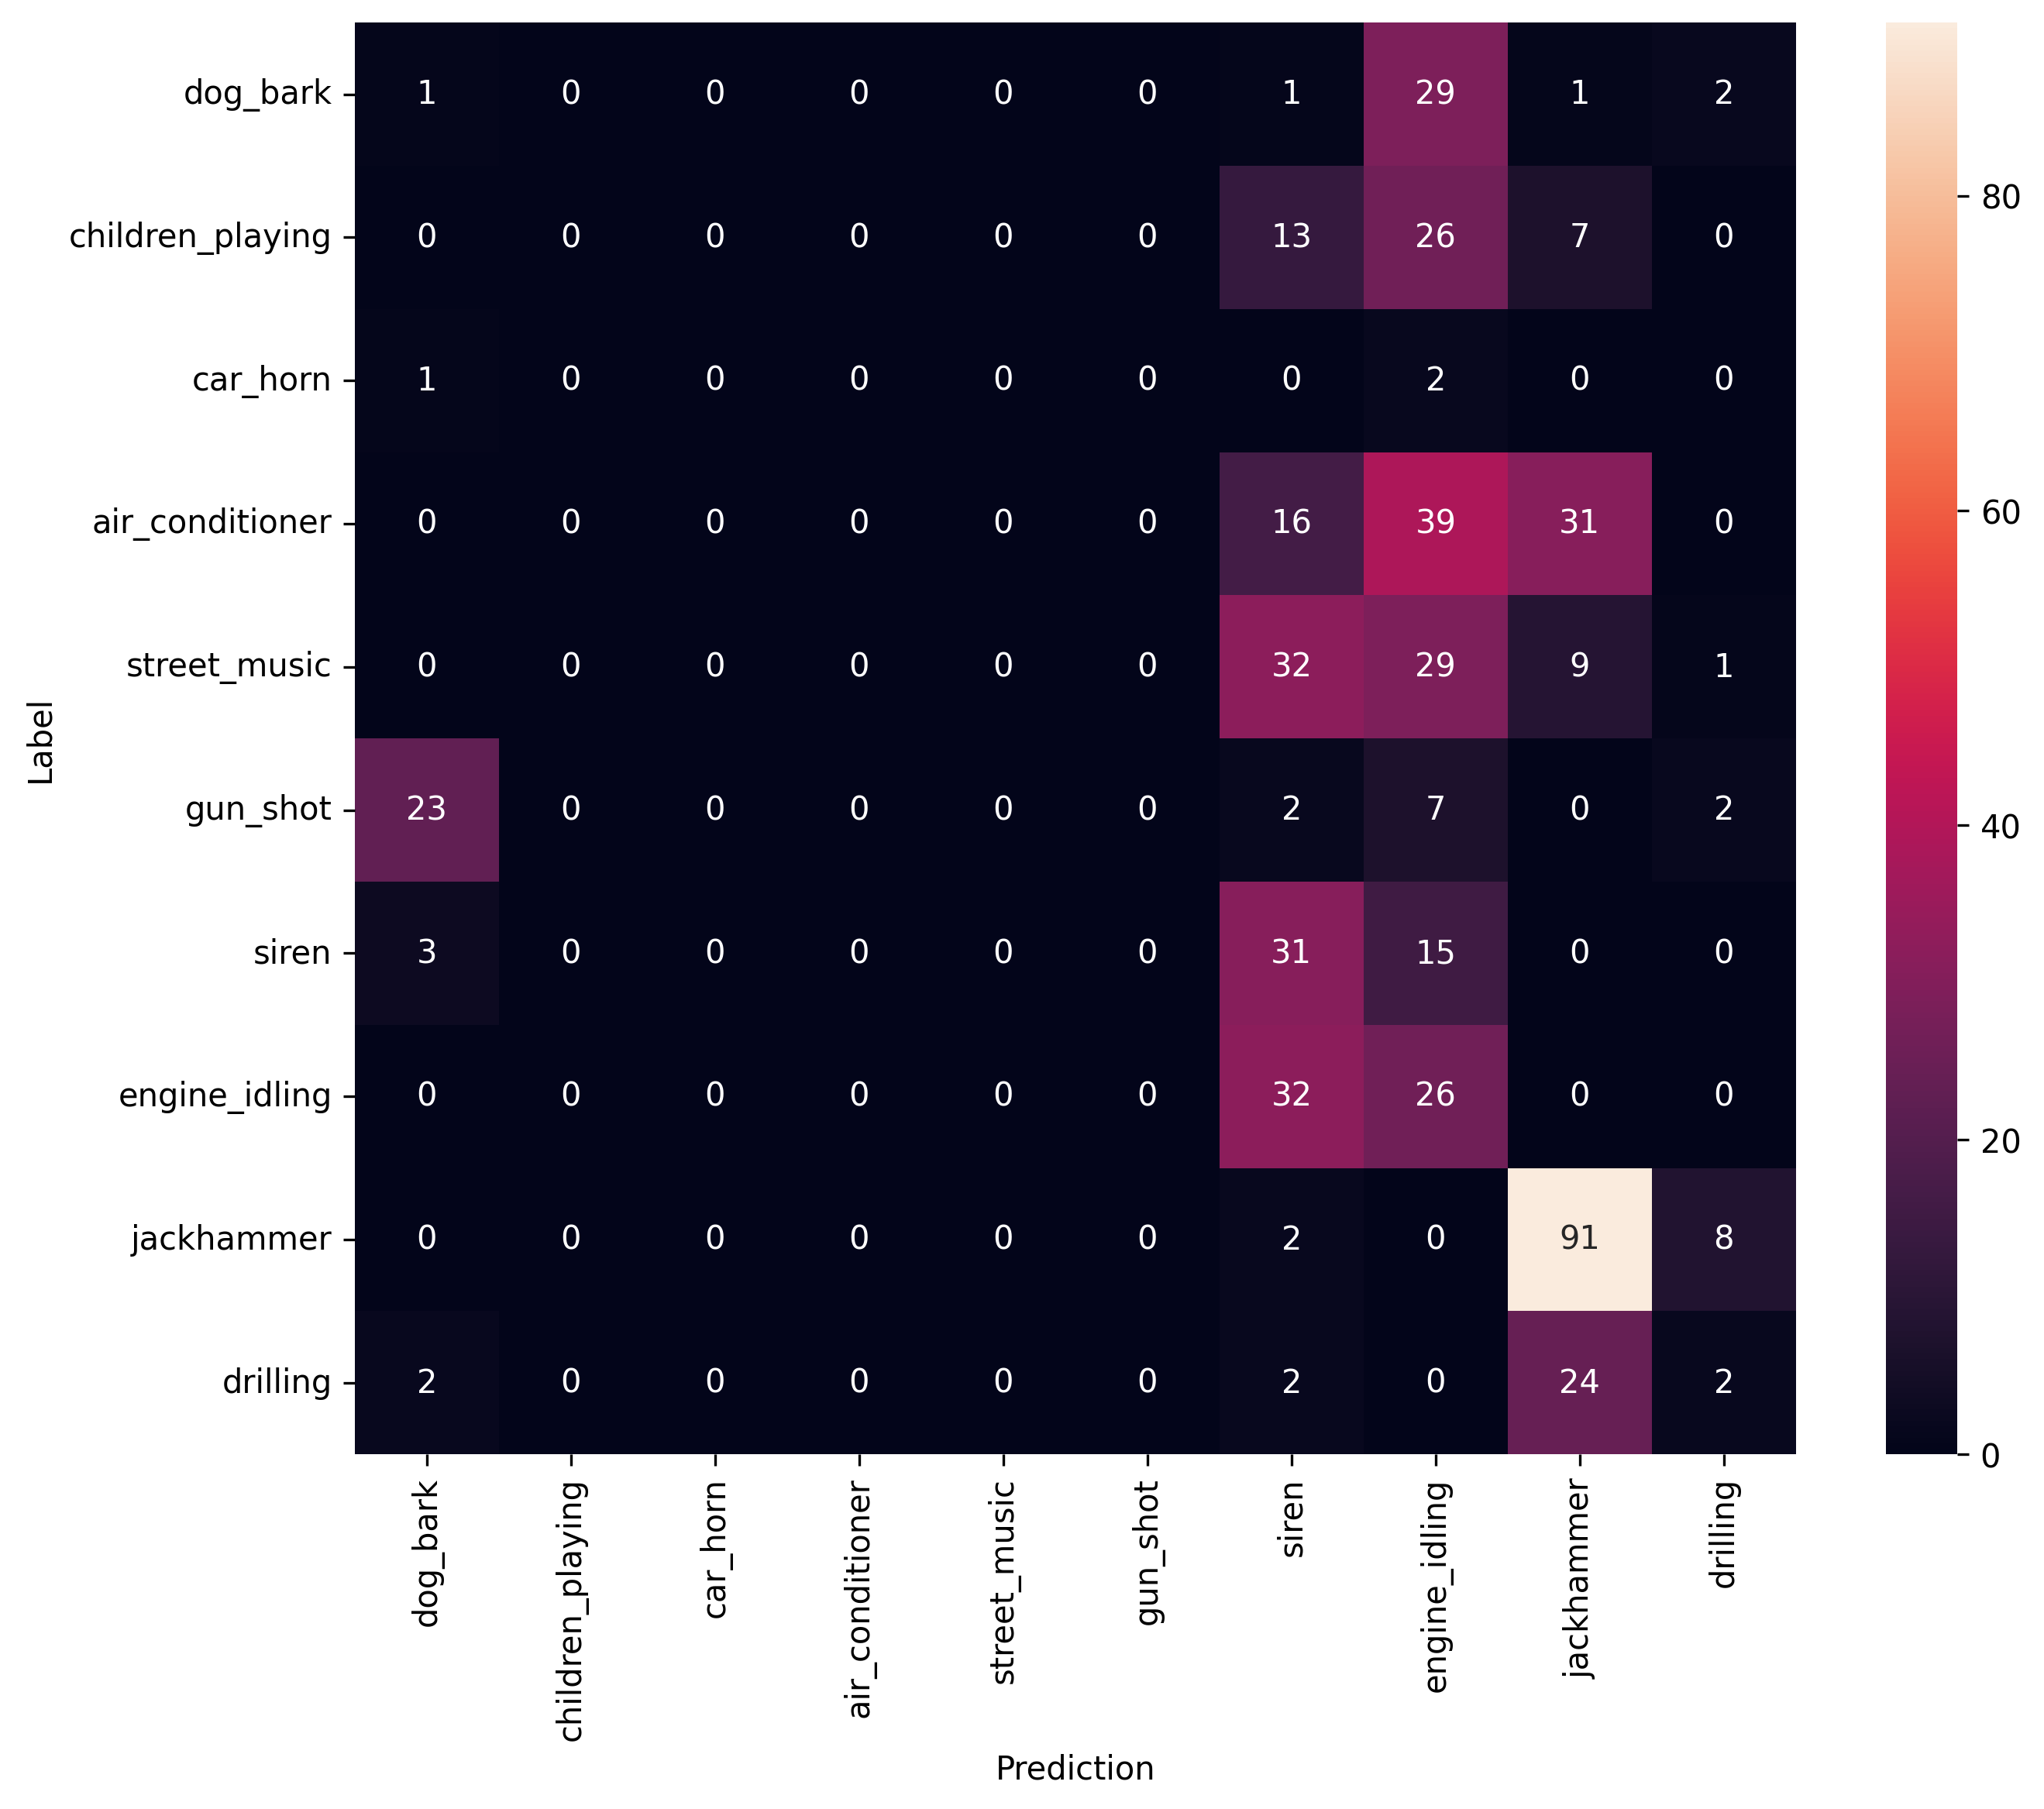 dog_bark 1 0 0 0 0 0 1 29 1 2
children_playing 0 0 0 0 0 0 13 26 7 0
car_horn 1 0 0 0 0 0 0 2 0 0
air_conditioner 0 0 0 0 0 0 16 39 31 0
street_music 0 0 0 0 0 0 32 29 9 1
gun_shot 23 0 0 0 0 0 2 7 0 2
siren 3 0 0 0 0 0 31 15 0 0
engine_idling 0 0 0 0 0 0 32 26 0 0
jackhammer 0 0 0 0 0 0 2 0 91 8
drilling 2 0 0 0 0 0 2 0 24 2
Label
dog_bark
children_playing
car_horn
air_conditioner
street_music
gun_shot
siren
engine_idling
jackhammer
drilling
Prediction
80
60
40
20
0